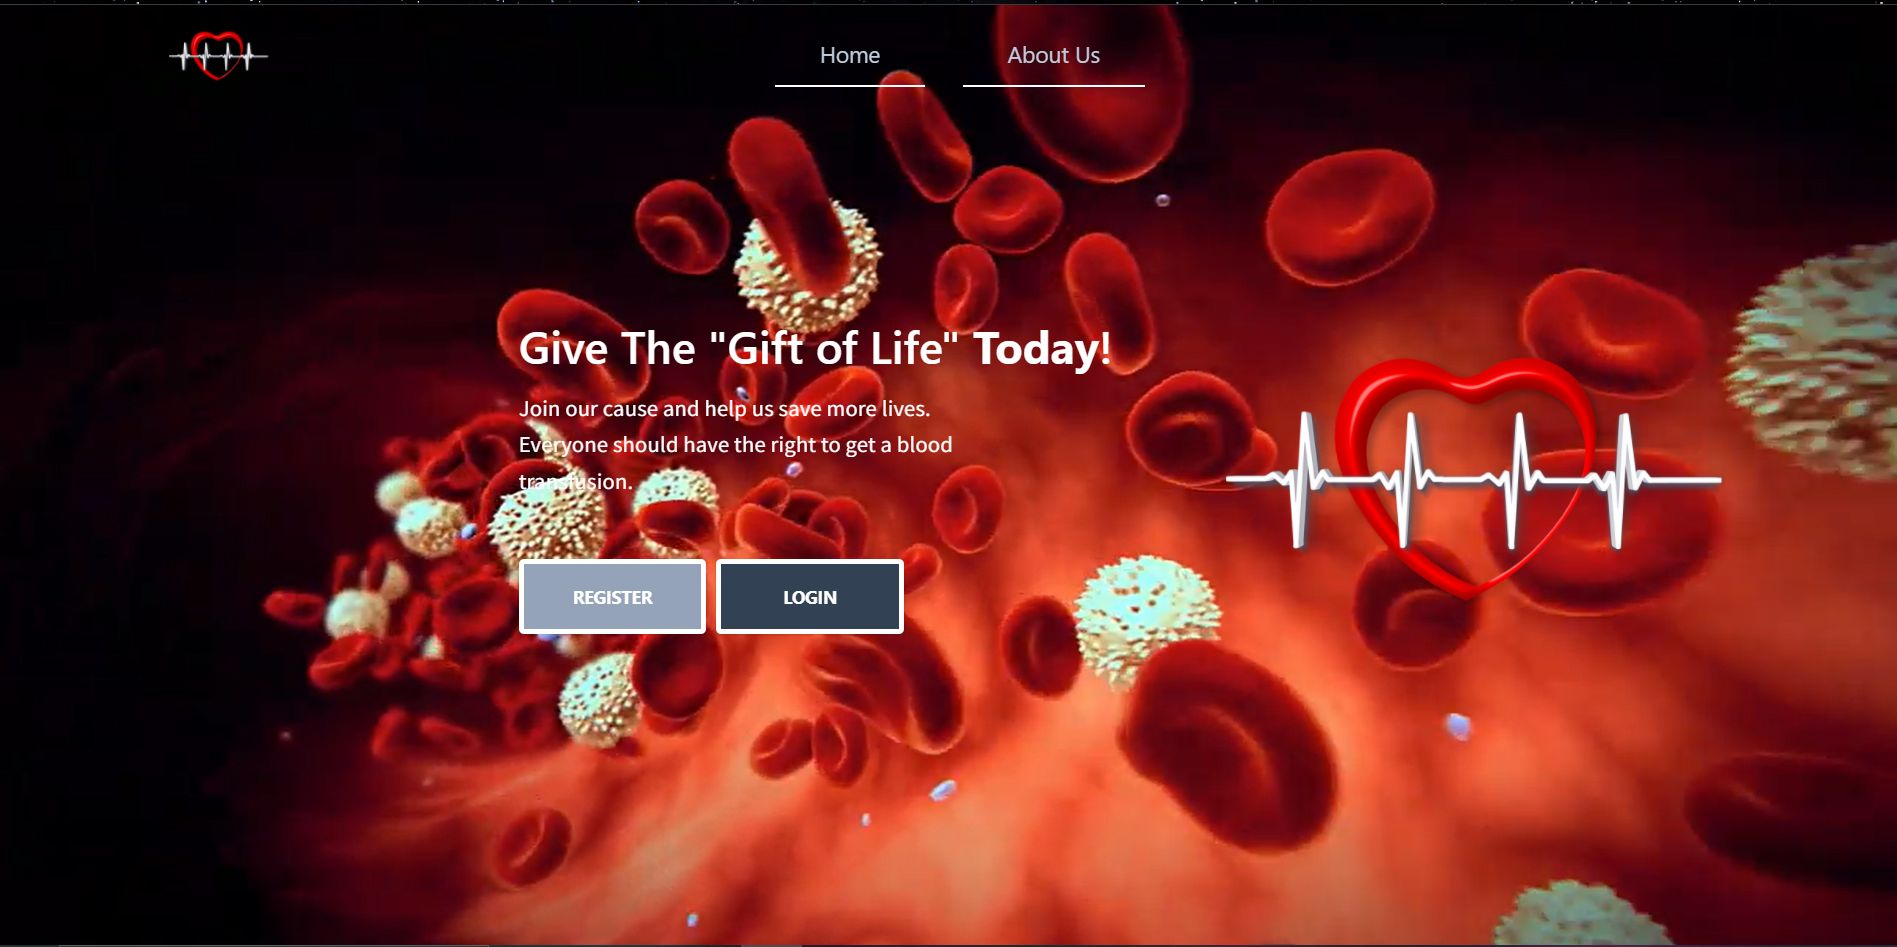 Home
About Us
Give The "Gift of Life" Today!
Join our cause and help us save more lives.
Everyone should have the right to get a blood
transfusion.
REGISTER
LOGIN